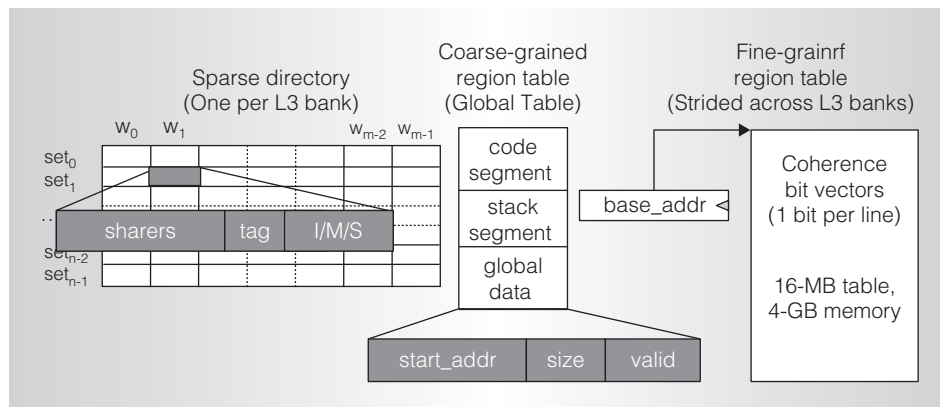 Sparse directory
(One per L3 bank)
w0 w1 wm-2 wm-1
set0
set1
..
setn-2
setn-1
sharers tag I/M/S
Coarse-grained
region table
(Global Table)
code
segment
stack
segment
global
data
start_addr size valid
Fine-grainrf
region table
(Strided across L3 banks)
base_addr
Coherence
bit vectors
(1 bit per line)
16-MB table,
4-GB memory